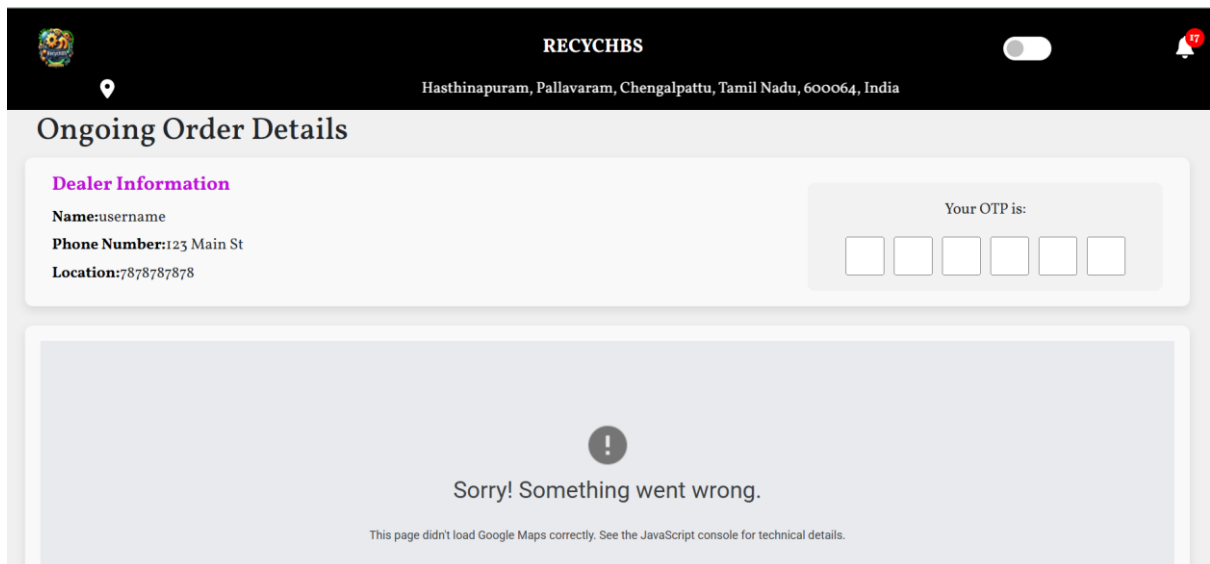 RECYCHBS
17
Hasthinapuram, Pallavaram, Chengalpattu, Tamil Nadu, 600064, India
Ongoing Order Details
Dealer Information
Name:username
Phone Number:123 Main St
Location:7878787878
Your OTP is:
Sorry! Something went wrong.
This page didn't load Google Maps correctly. See the JavaScript console for technical details.